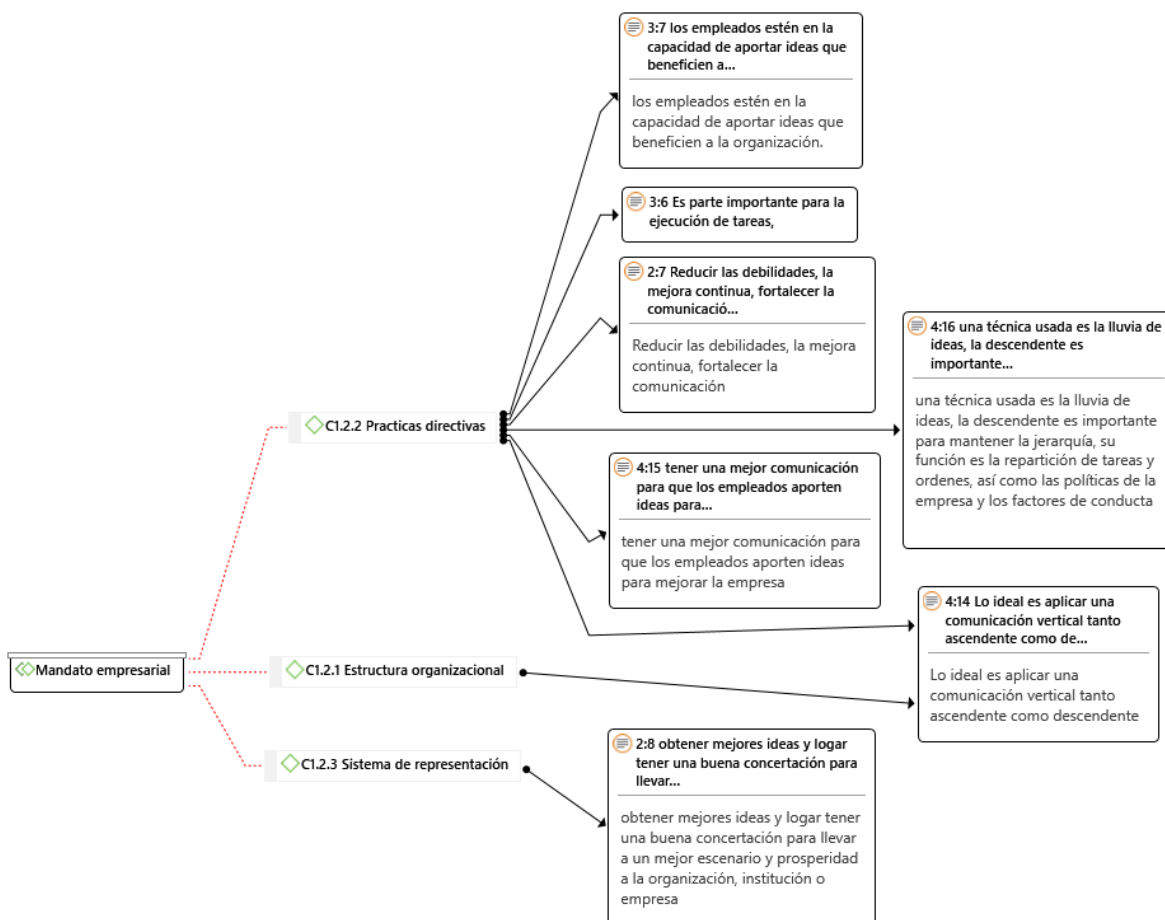 3:7 los empleados estén en la
capacidad de aportar ideas que
beneficien a...
los empleados estén en la
capacidad de aportar ideas que
beneficien a la organización.
3:6 Es parte importante para la
ejecución de tareas,
2:7 Reducir las debilidades, la
mejora continua, fortalecer la
comunicació...
Reducir las debilidades, la mejora
continua, fortalecer la
comunicación
4:16 una técnica usada es la lluvia de
ideas, la descendente es
importante...
una técnica usada es la lluvia de
ideas, la descendente es importante
para mantener la jerarquía, su
función es la repartición de tareas y
ordenes, así como las políticas de la
empresa y los factores de conducta
C1.2.2 Practicas directivas
4:15 tener una mejor comunicación
para que los empleados aporten
ideas para...
tener una mejor comunicación para
que los empleados aporten ideas
para mejorar la empresa
4:14 Lo ideal es aplicar una
comunicación vertical tanto
ascendente como de...
Lo ideal es aplicar una
comunicación vertical tanto
ascendente como descendente
Mandato empresarial
C1.2.1 Estructura organizacional
C1.2.3 Sistema de representación
2:8 obtener mejores ideas y logar
tener una buena concertación para
llevar...
obtener mejores ideas y logar tener
una buena concertación para llevar
a un mejor escenario y prosperidad
a la organización, institución o
empresa